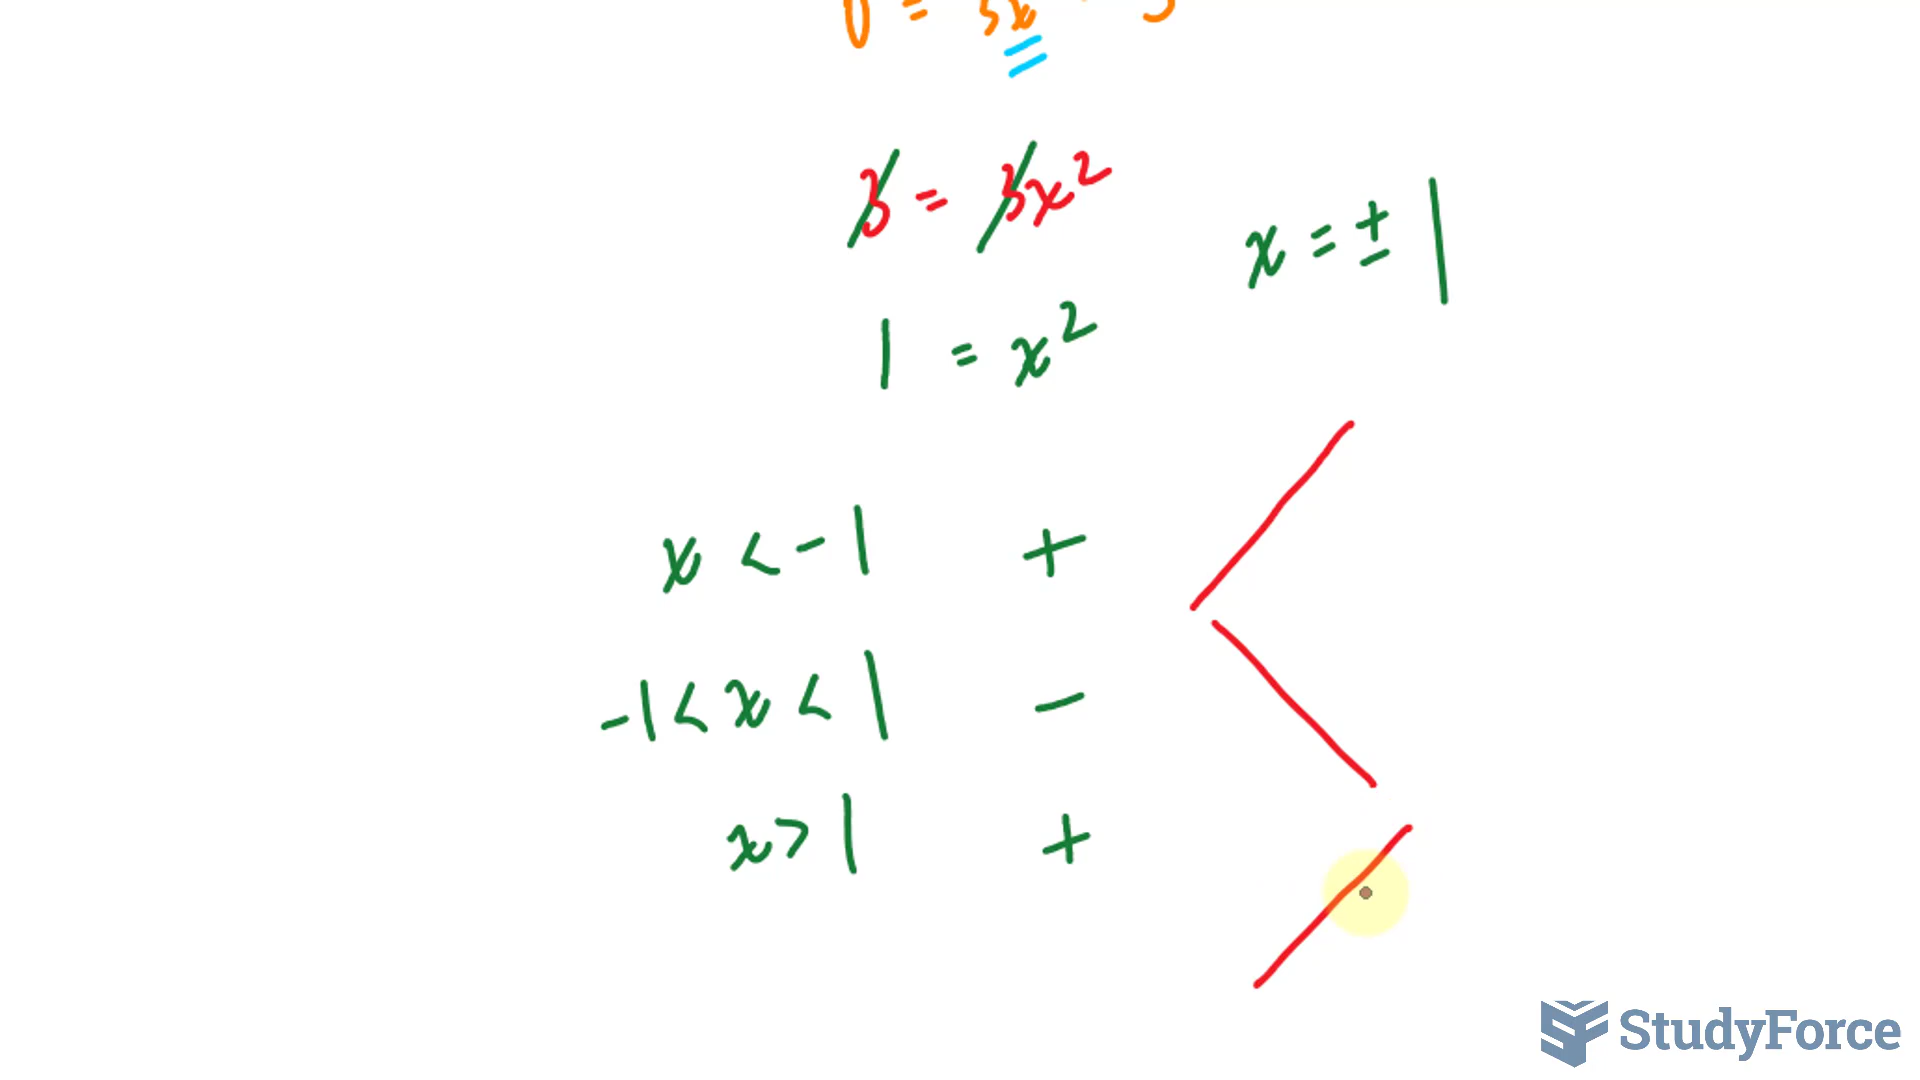 3 = 3x²
x = ± 1
1 = x²
x < -1 +
-1 < x < 1 -
x > 1 +
StudyForce